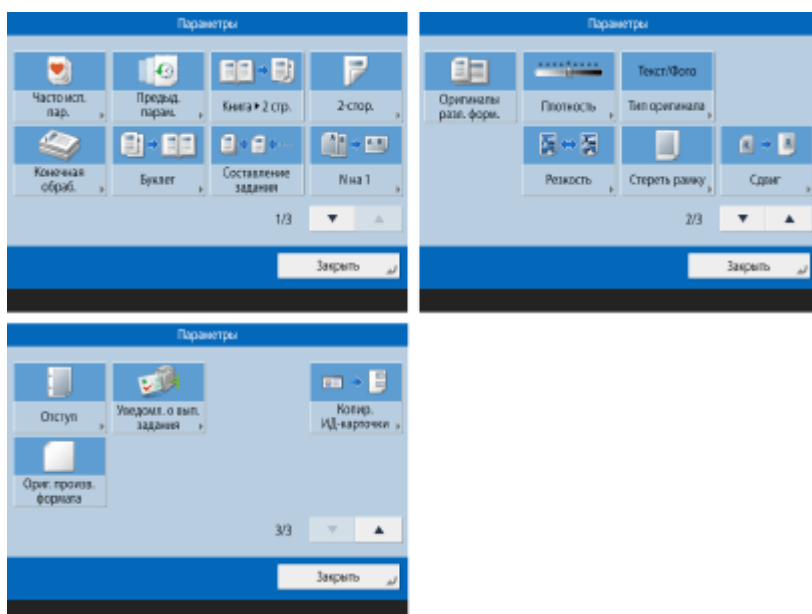 Параметры
Часто исп.
пар.
Предыд.
парам.
Книга ▸ 2 стр.
2-стор.
Конечная
обраб.
Буклет
Составление
задания
N на 1
1/3
Закрыть
Параметры
Оригиналы
разл. форм.
Плотность
Текст/Фото
Тип оригинала
Резкость
Стереть рамку
Сдвиг
2/3
Закрыть
Параметры
Отступ
Уведомл. о вып.
задания
Копир.
ИД-карточки
Ориг. произв.
формата
3/3
Закрыть